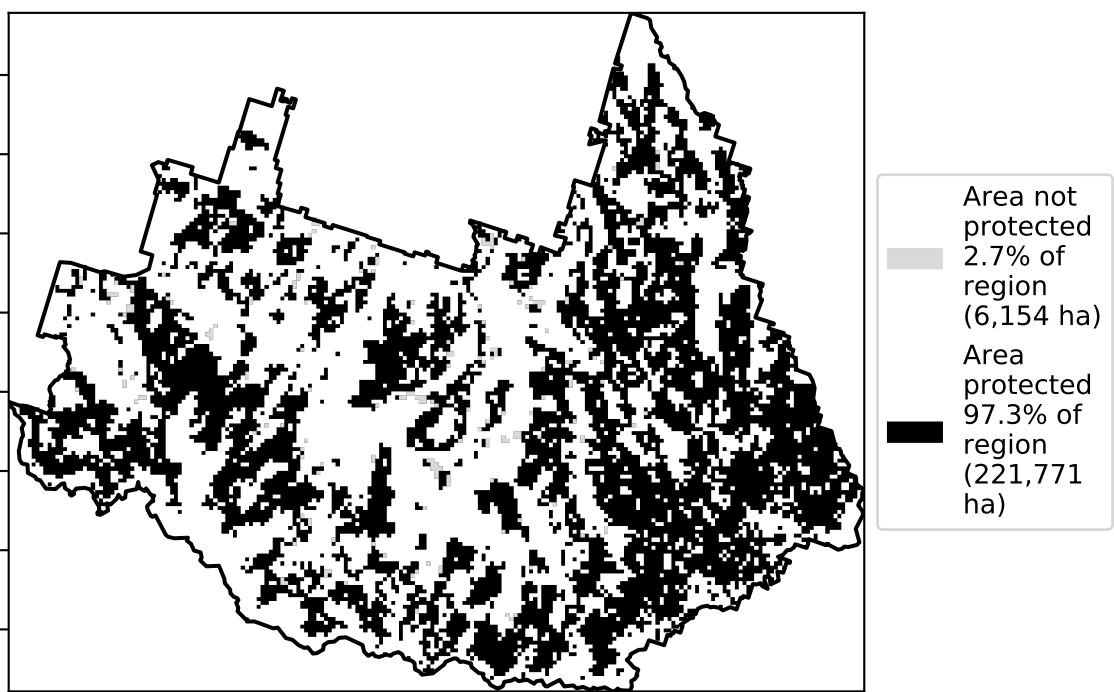 Area not
protected
2.7% of
region
(6,154 ha)
Area
protected
97.3% of
region
(221,771
ha)